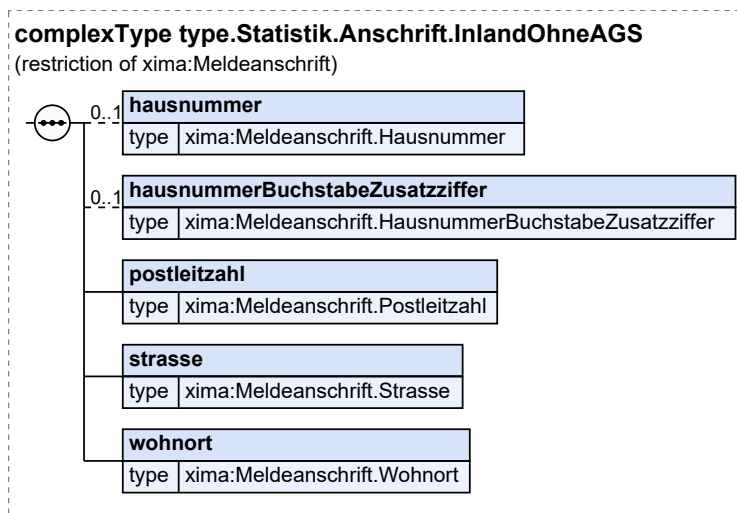 complexType type.Statistik.Anschrift.InlandOhneAGS
(restriction of xima:Meldeanschrift)
0..1
hausnummer
type xima:Meldeanschrift.Hausnummer
0..1
hausnummerBuchstabeZusatzziffer
type xima:Meldeanschrift.HausnummerBuchstabeZusatzziffer
postleitzahl
type xima:Meldeanschrift.Postleitzahl
strasse
type xima:Meldeanschrift.Strasse
wohnort
type xima:Meldeanschrift.Wohnort